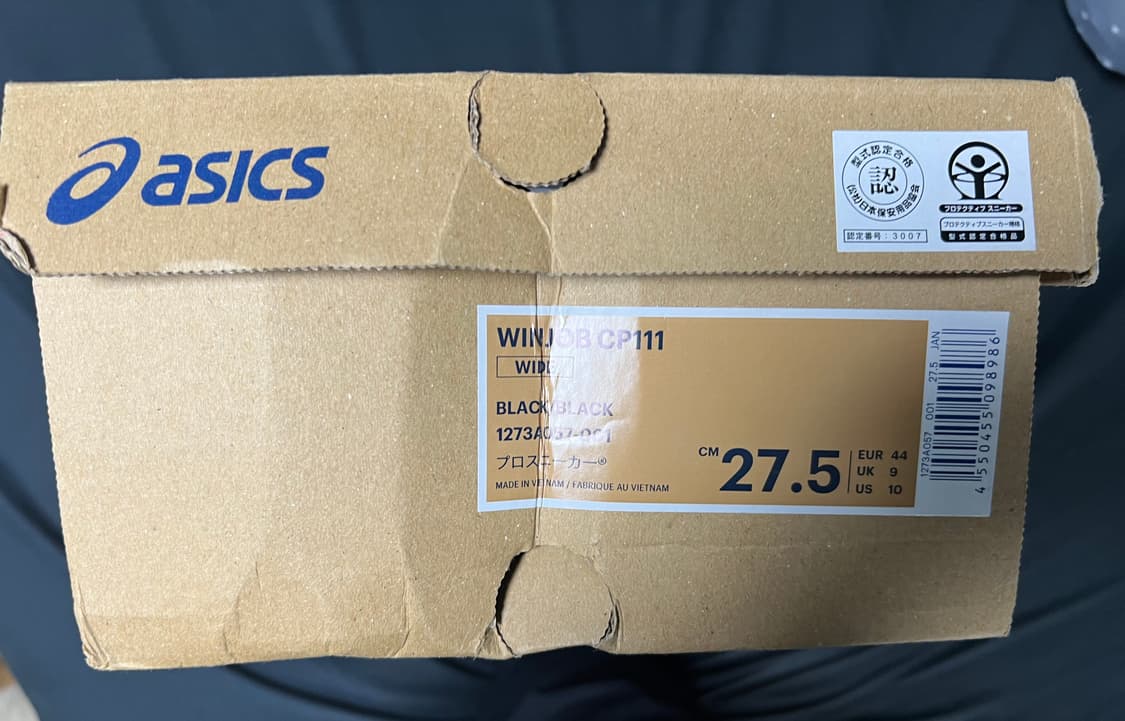 asics
型式認定合格
認
(公社)日本保安用品協会
認定番号:3007
プロテクティブ スニーカー
プロテクティブスニーカー規格
型式認定合格品
WINJOB CP111
WIDE
BLACK/BLACK
1273A057-001
プロスニーカー®
MADE IN VIETNAM / FABRIQUE AU VIETNAM
CM 27.5
EUR 44
UK 9
US 10
1273A057 001 27.5 JAN
4 550455 098986